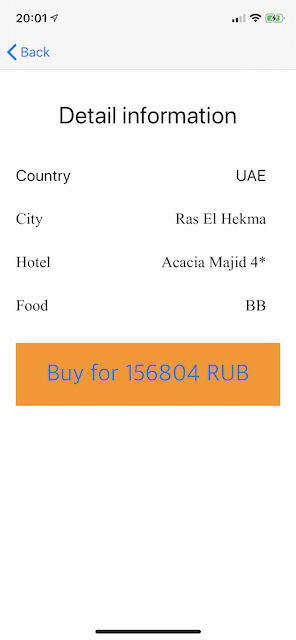 20:01
Back
Detail information
Country UAE
City Ras El Hekma
Hotel Acacia Majid 4*
Food BB
Buy for 156804 RUB